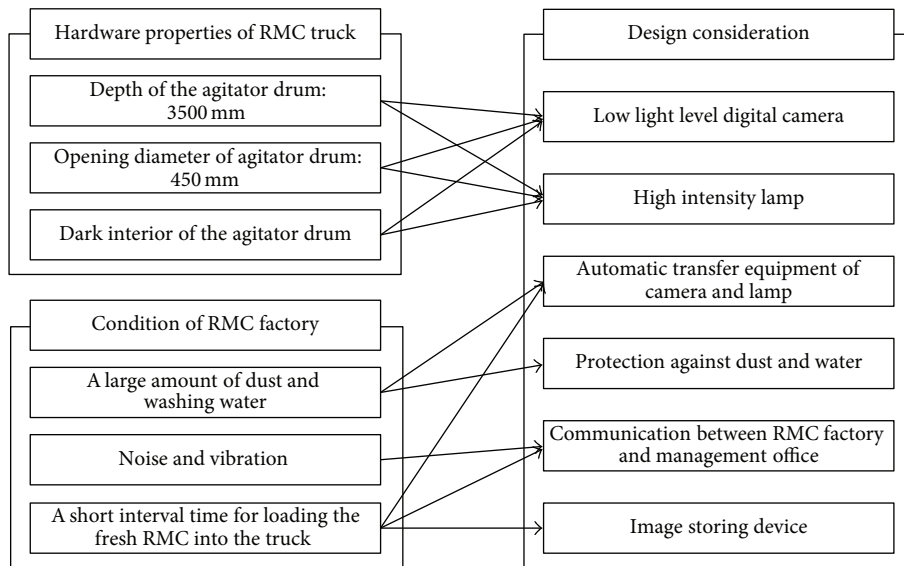 Hardware properties of RMC truck
Depth of the agitator drum:
3500 mm
Opening diameter of agitator drum:
450 mm
Dark interior of the agitator drum
Condition of RMC factory
A large amount of dust and
washing water
Noise and vibration
A short interval time for loading the
fresh RMC into the truck
Design consideration
Low light level digital camera
High intensity lamp
Automatic transfer equipment of
camera and lamp
Protection against dust and water
Communication between RMC factory
and management office
Image storing device